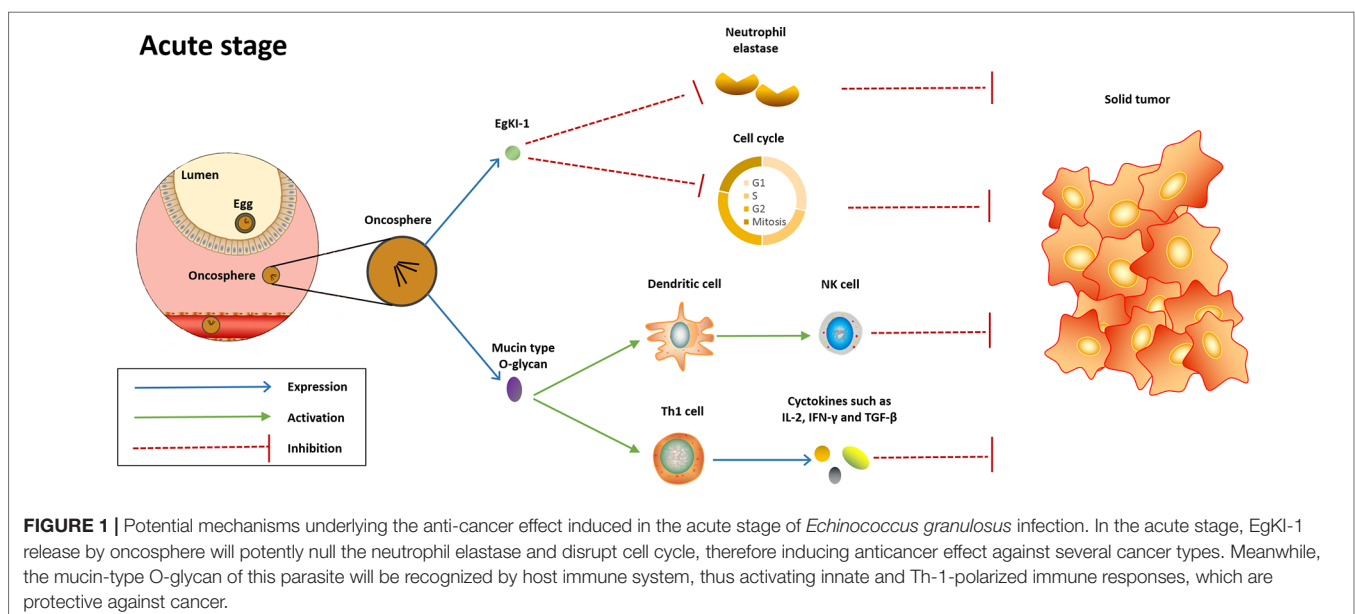 Acute stage
Neutrophil
elastase
Solid tumor
EgKI-1
Cell cycle
Lumen
Egg
G1
S
G2
Mitosis
Oncosphere
Oncosphere
Dendritic cell
NK cell
Mucin type
O-glycan
Expression
Activation
Inhibition
Th1 cell
Cyctokines such as
IL-2, IFN-γ and TGF-β
FIGURE 1 | Potential mechanisms underlying the anti-cancer effect induced in the acute stage of Echinococcus granulosus infection. In the acute stage, EgKI-1
release by oncosphere will potently null the neutrophil elastase and disrupt cell cycle, therefore inducing anticancer effect against several cancer types. Meanwhile,
the mucin-type O-glycan of this parasite will be recognized by host immune system, thus activating innate and Th-1-polarized immune responses, which are
protective against cancer.